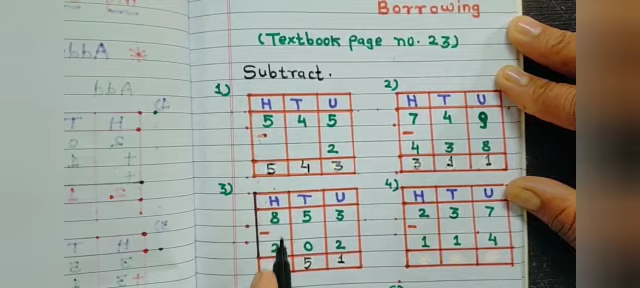 Borrowing
(Textbook page no. 23)
Subtract.
1)
H T U
5 4 5
- 2
5 4 3
2)
H T U
7 4 9
-
4 3 8
3 1 1
3)
H T U
8 5 3
-
2 0 2
5 1
4)
H T U
2 3 7
-
1 1 4